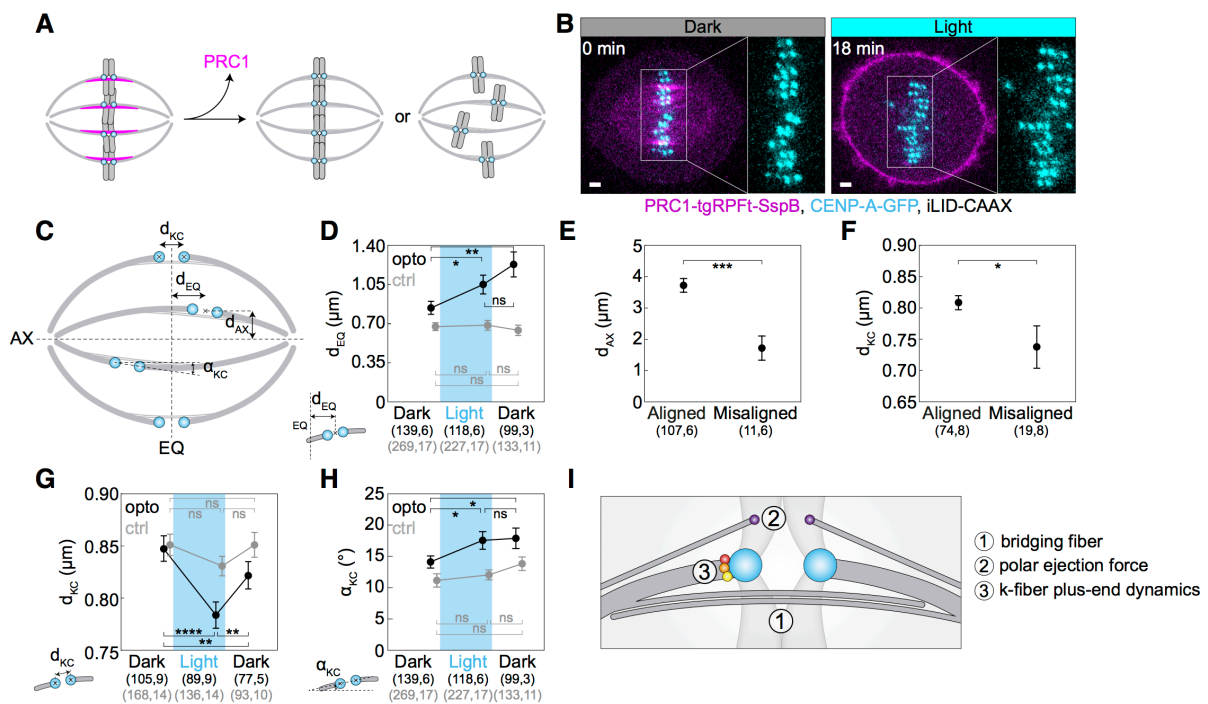 A
PRC1
or
B
Dark
Light
0 min
18 min
PRC1-tgRPFt-SspB, CENP-A-GFP, iLID-CAAX
C
dKC
dEQ
dAX
AX
αKC
EQ
D
dEQ (μm)
1.40
1.05
0.70
0.35
0
opto
ctrl
**
*
ns
ns
ns
dEQ
EQ
Dark Light Dark
(139,6) (118,6) (99,3)
(269,17) (227,17) (133,11)
E
dAX (μm)
5
4
3
2
1
0
***
Aligned Misaligned
(107,6) (11,6)
F
dKC (μm)
0.90
0.85
0.80
0.75
0.70
0.65
*
Aligned Misaligned
(74,8) (19,8)
G
dKC (μm)
0.90
0.85
0.80
0.75
opto
ctrl
ns
ns
ns
**** **
**
dKC
Dark Light Dark
(105,9) (89,9) (77,5)
(168,14) (136,14) (93,10)
H
αKC (°)
25
20
15
10
5
0
opto
ctrl
*
* ns
ns ns
ns
αKC
Dark Light Dark
(139,6) (118,6) (99,3)
(269,17) (227,17) (133,11)
I
2
3
1
1 bridging fiber
2 polar ejection force
3 k-fiber plus-end dynamics